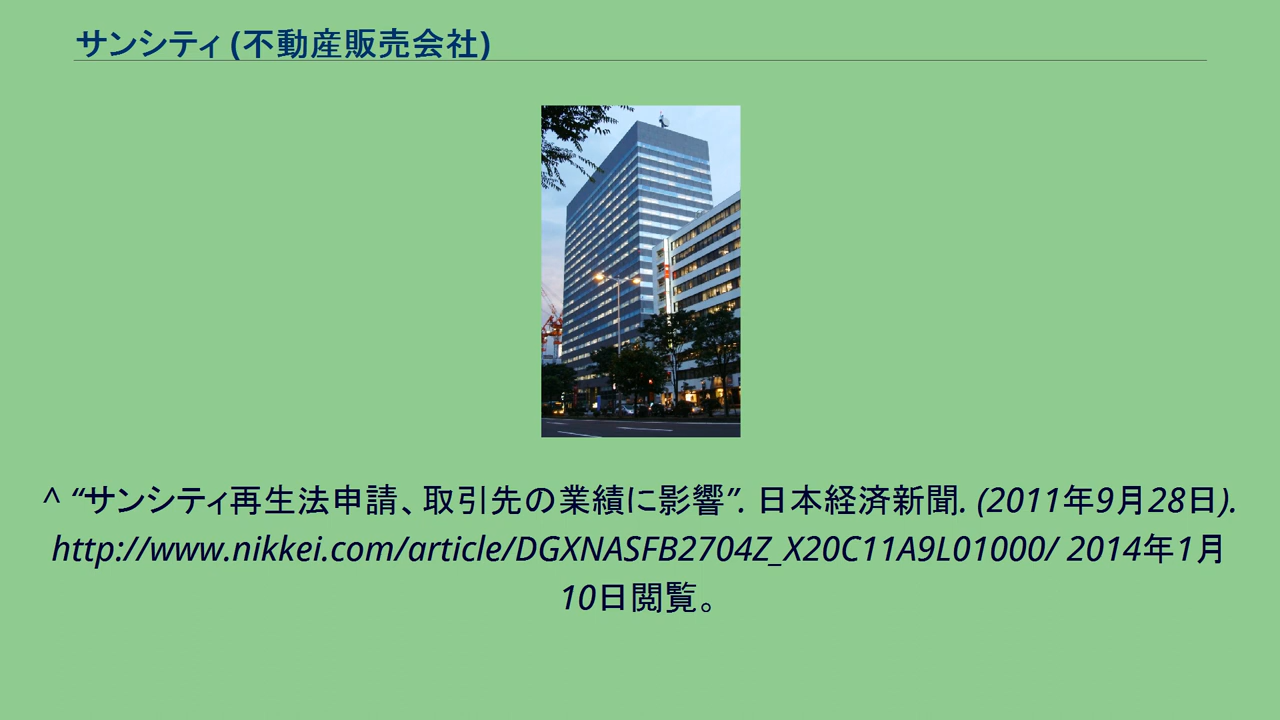 サンシティ (不動産販売会社)
^ “サンシティ再生法申請、取引先の業績に影響”. 日本経済新聞. (2011年9月28日).
http://www.nikkei.com/article/DGXNASFB2704Z_X20C11A9L01000/ 2014年1月
10日閲覧。